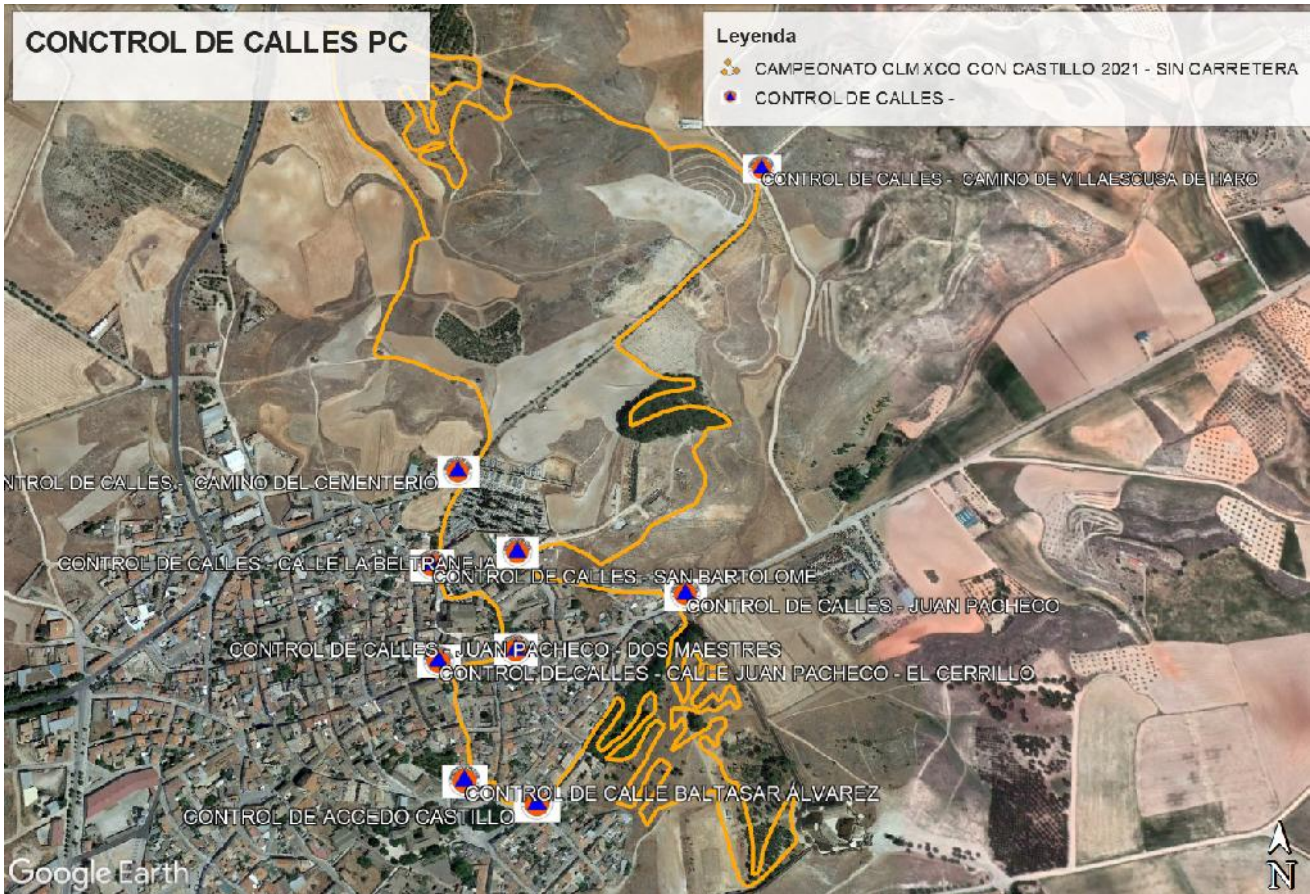 CONCTROL DE CALLES PC
Leyenda
CAMPEONATO CLM XCO CON CASTILLO 2021 - SIN CARRETERA
CONTROL DE CALLES -
CONTROL DE CALLES - CAMINO DE VILLAESCUSA DE HARO
NTROL DE CALLES - CAMINO DEL CEMENTERIO
CONTROL DE CALLES - CALLE LA BELTRANEJA
CONTROL DE CALLES - SAN BARTOLOME
CONTROL DE CALLES - JUAN PACHECO
CONTROL DE CALLES - JUAN PACHECO - DOS MAESTRES
CONTROL DE CALLES - CALLE JUAN PACHECO - EL CERRILLO
CONTROL DE CALLE BALTASAR ÁLVAREZ
CONTROL DE ACCEDO CASTILLO
Google Earth
N